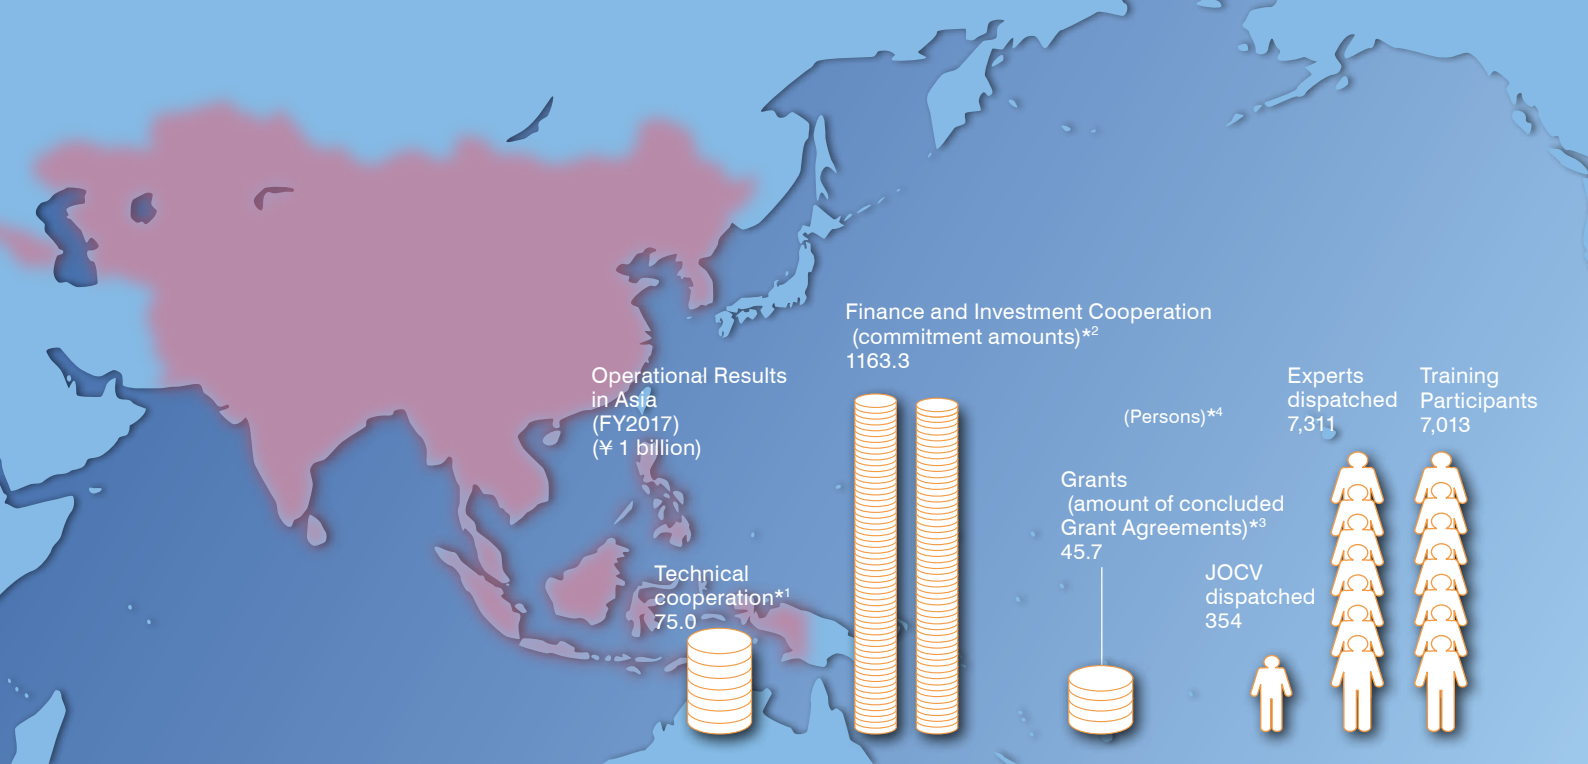 Operational Results
in Asia
(FY2017)
(¥ 1 billion)
Technical
cooperation*1
75.0
Finance and Investment Cooperation
(commitment amounts)*2
1163.3
Grants
(amount of concluded
Grant Agreements)*3
45.7
(Persons)*4
JOCV
dispatched
354
Experts
dispatched
7,311
Training
Participants
7,013